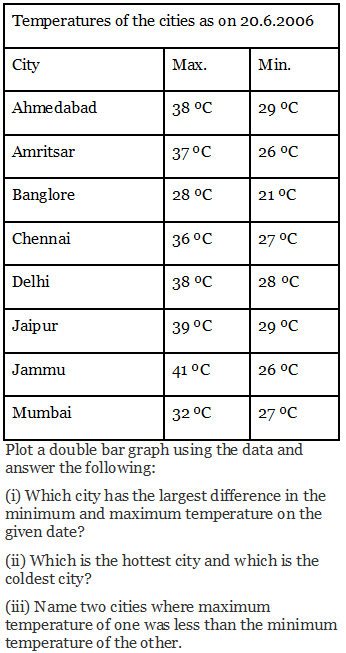 Temperatures of the cities as on 20.6.2006
City Max. Min.
Ahmedabad 38 ºC 29 ºC
Amritsar 37 ºC 26 ºC
Banglore 28 ºC 21 ºC
Chennai 36 ºC 27 ºC
Delhi 38 ºC 28 ºC
Jaipur 39 ºC 29 ºC
Jammu 41 ºC 26 ºC
Mumbai 32 ºC 27 ºC
Plot a double bar graph using the data and
answer the following:
(i) Which city has the largest difference in the
minimum and maximum temperature on the
given date?
(ii) Which is the hottest city and which is the
coldest city?
(iii) Name two cities where maximum
temperature of one was less than the minimum
temperature of the other.